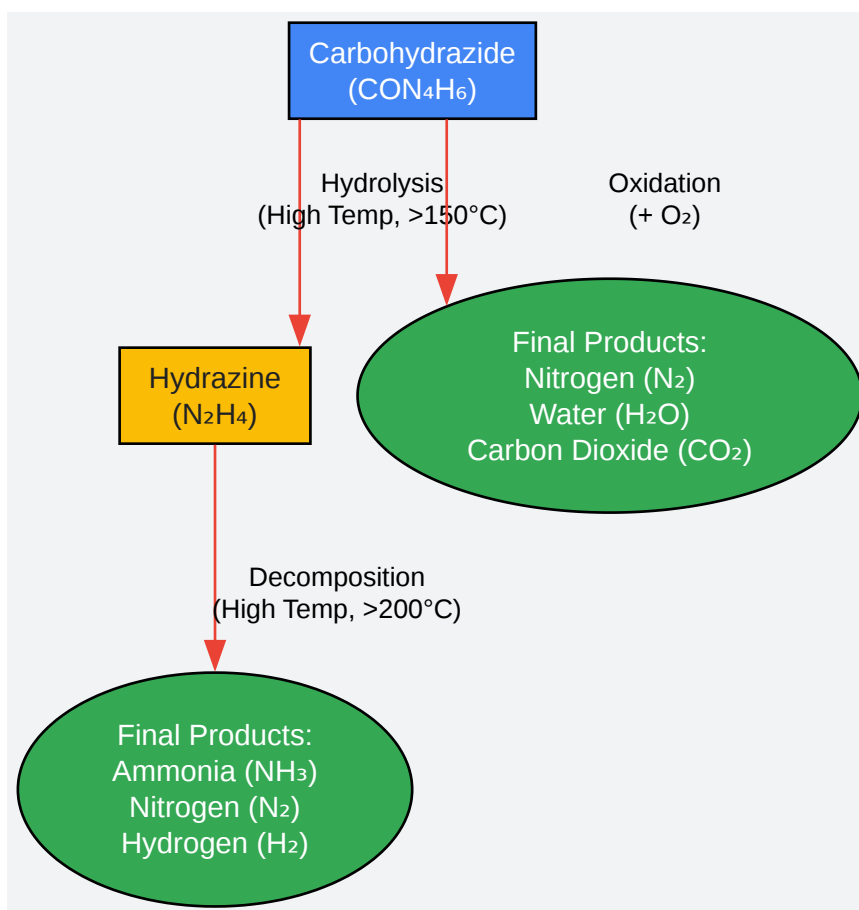 Carbohydrazide
(CON₄H₆)
Hydrolysis
(High Temp, >150°C)
Oxidation
(+ O₂)
Final Products:
Nitrogen (N₂)
Water (H₂O)
Carbon Dioxide (CO₂)
Hydrazine
(N₂H₄)
Decomposition
(High Temp, >200°C)
Final Products:
Ammonia (NH₃)
Nitrogen (N₂)
Hydrogen (H₂)